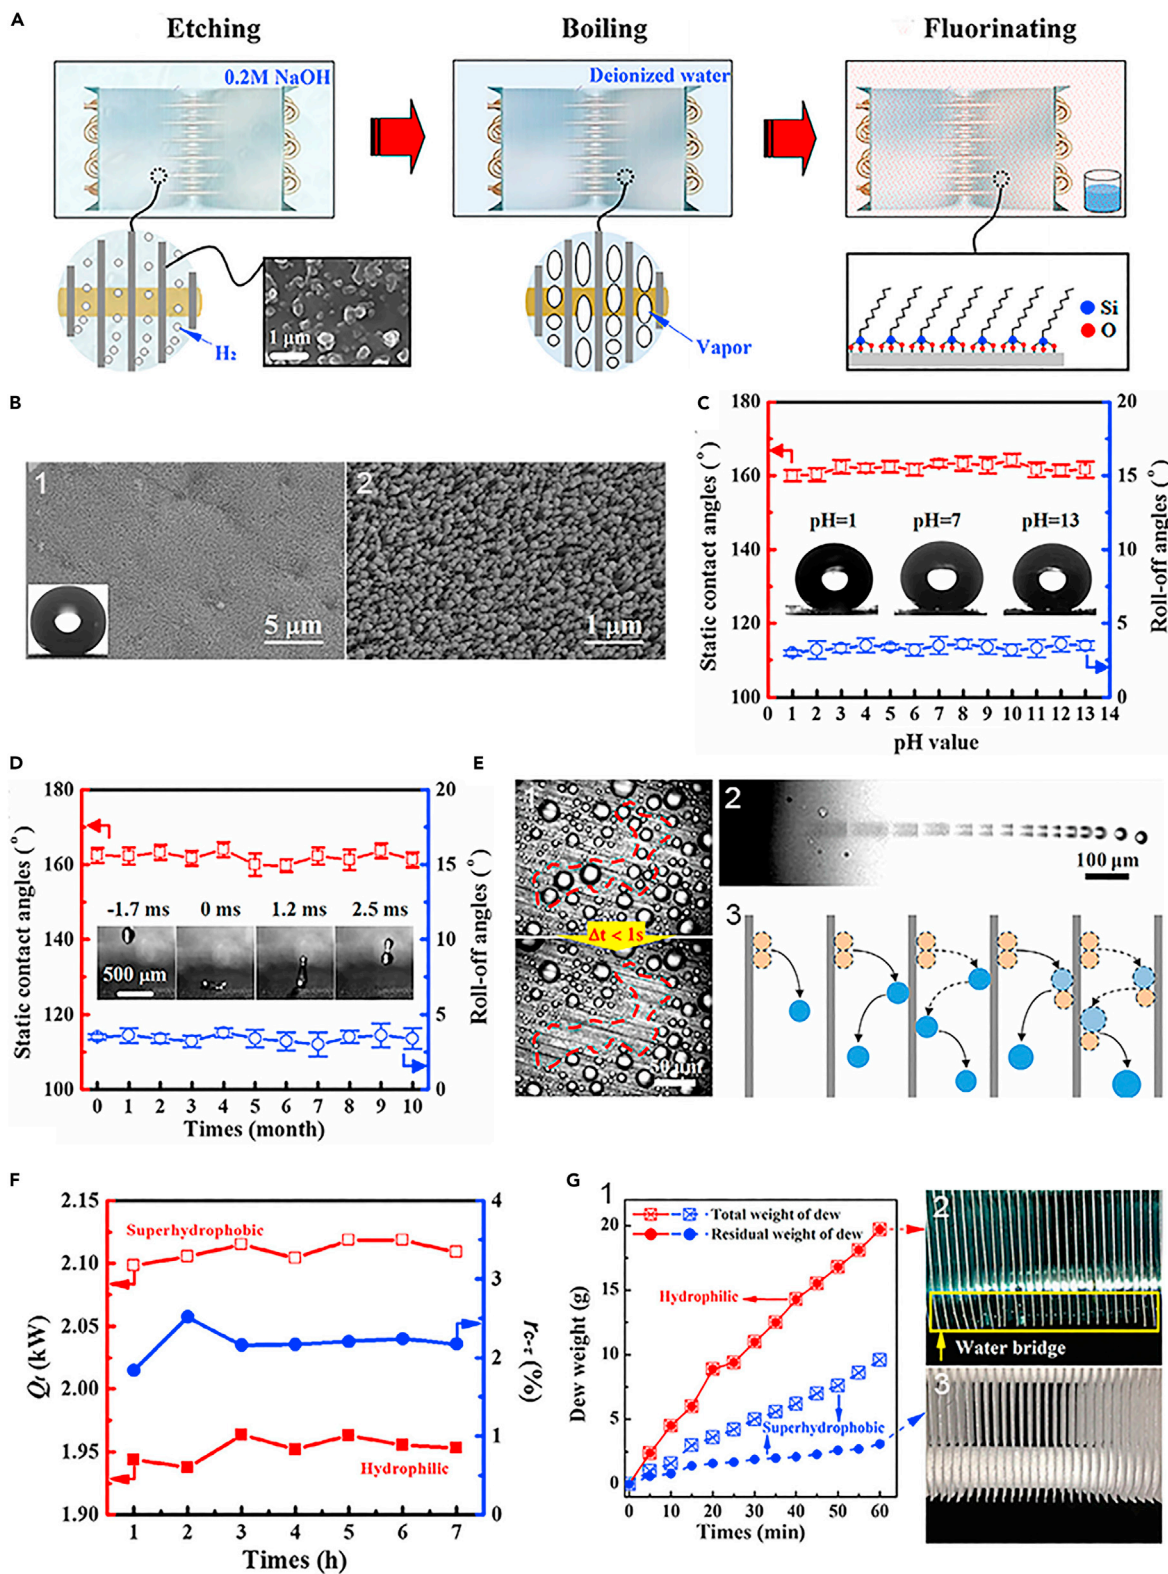 A
Etching
Boiling
Fluorinating
0.2M NaOH
Deionized water
H₂
1 μm
Vapor
Si
O
B
1
5 μm
2
1 μm
C
180
160
140
120
100
Static contact angles (°)
20
15
10
5
0
Roll-off angles (°)
pH=1
pH=7
pH=13
0 1 2 3 4 5 6 7 8 9 10 11 12 13 14
pH value
D
180
160
140
120
100
Static contact angles (°)
20
15
10
5
0
Roll-off angles (°)
-1.7 ms
0 ms
1.2 ms
2.5 ms
500 μm
0 1 2 3 4 5 6 7 8 9 10
Times (month)
E
1
Δt < 1s
50 μm
2
100 μm
3
F
2.15
2.10
2.05
2.00
1.95
1.90
Qt (kW)
Superhydrophobic
Hydrophilic
4
3
2
1
0
rc-τ (%)
1 2 3 4 5 6 7
Times (h)
G
1
20
15
10
5
0
Dew weight (g)
Total weight of dew
Residual weight of dew
Hydrophilic
Superhydrophobic
0 10 20 30 40 50 60
Times (min)
2
Water bridge
3